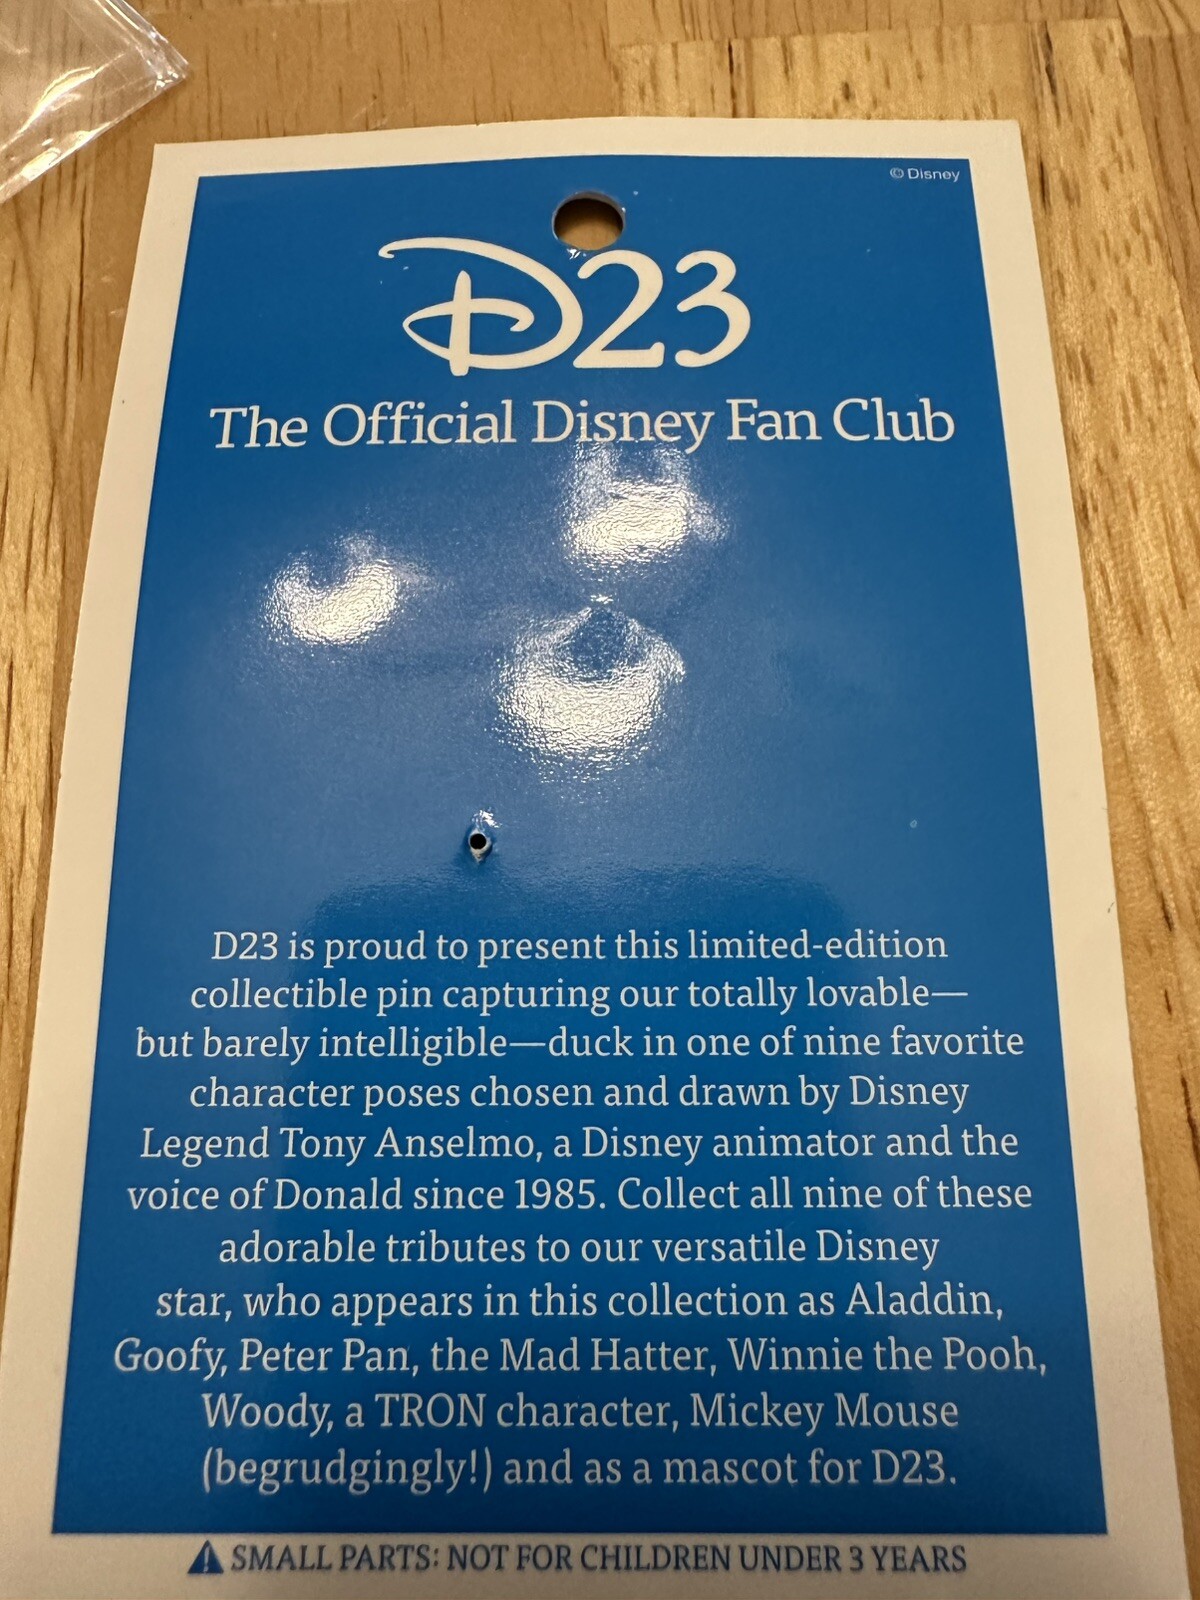 © Disney
D23
The Official Disney Fan Club
D23 is proud to present this limited-edition
collectible pin capturing our totally lovable—
but barely intelligible—duck in one of nine favorite
character poses chosen and drawn by Disney
Legend Tony Anselmo, a Disney animator and the
voice of Donald since 1985. Collect all nine of these
adorable tributes to our versatile Disney
star, who appears in this collection as Aladdin,
Goofy, Peter Pan, the Mad Hatter, Winnie the Pooh,
Woody, a TRON character, Mickey Mouse
(begrudgingly!) and as a mascot for D23.
⚠ SMALL PARTS: NOT FOR CHILDREN UNDER 3 YEARS